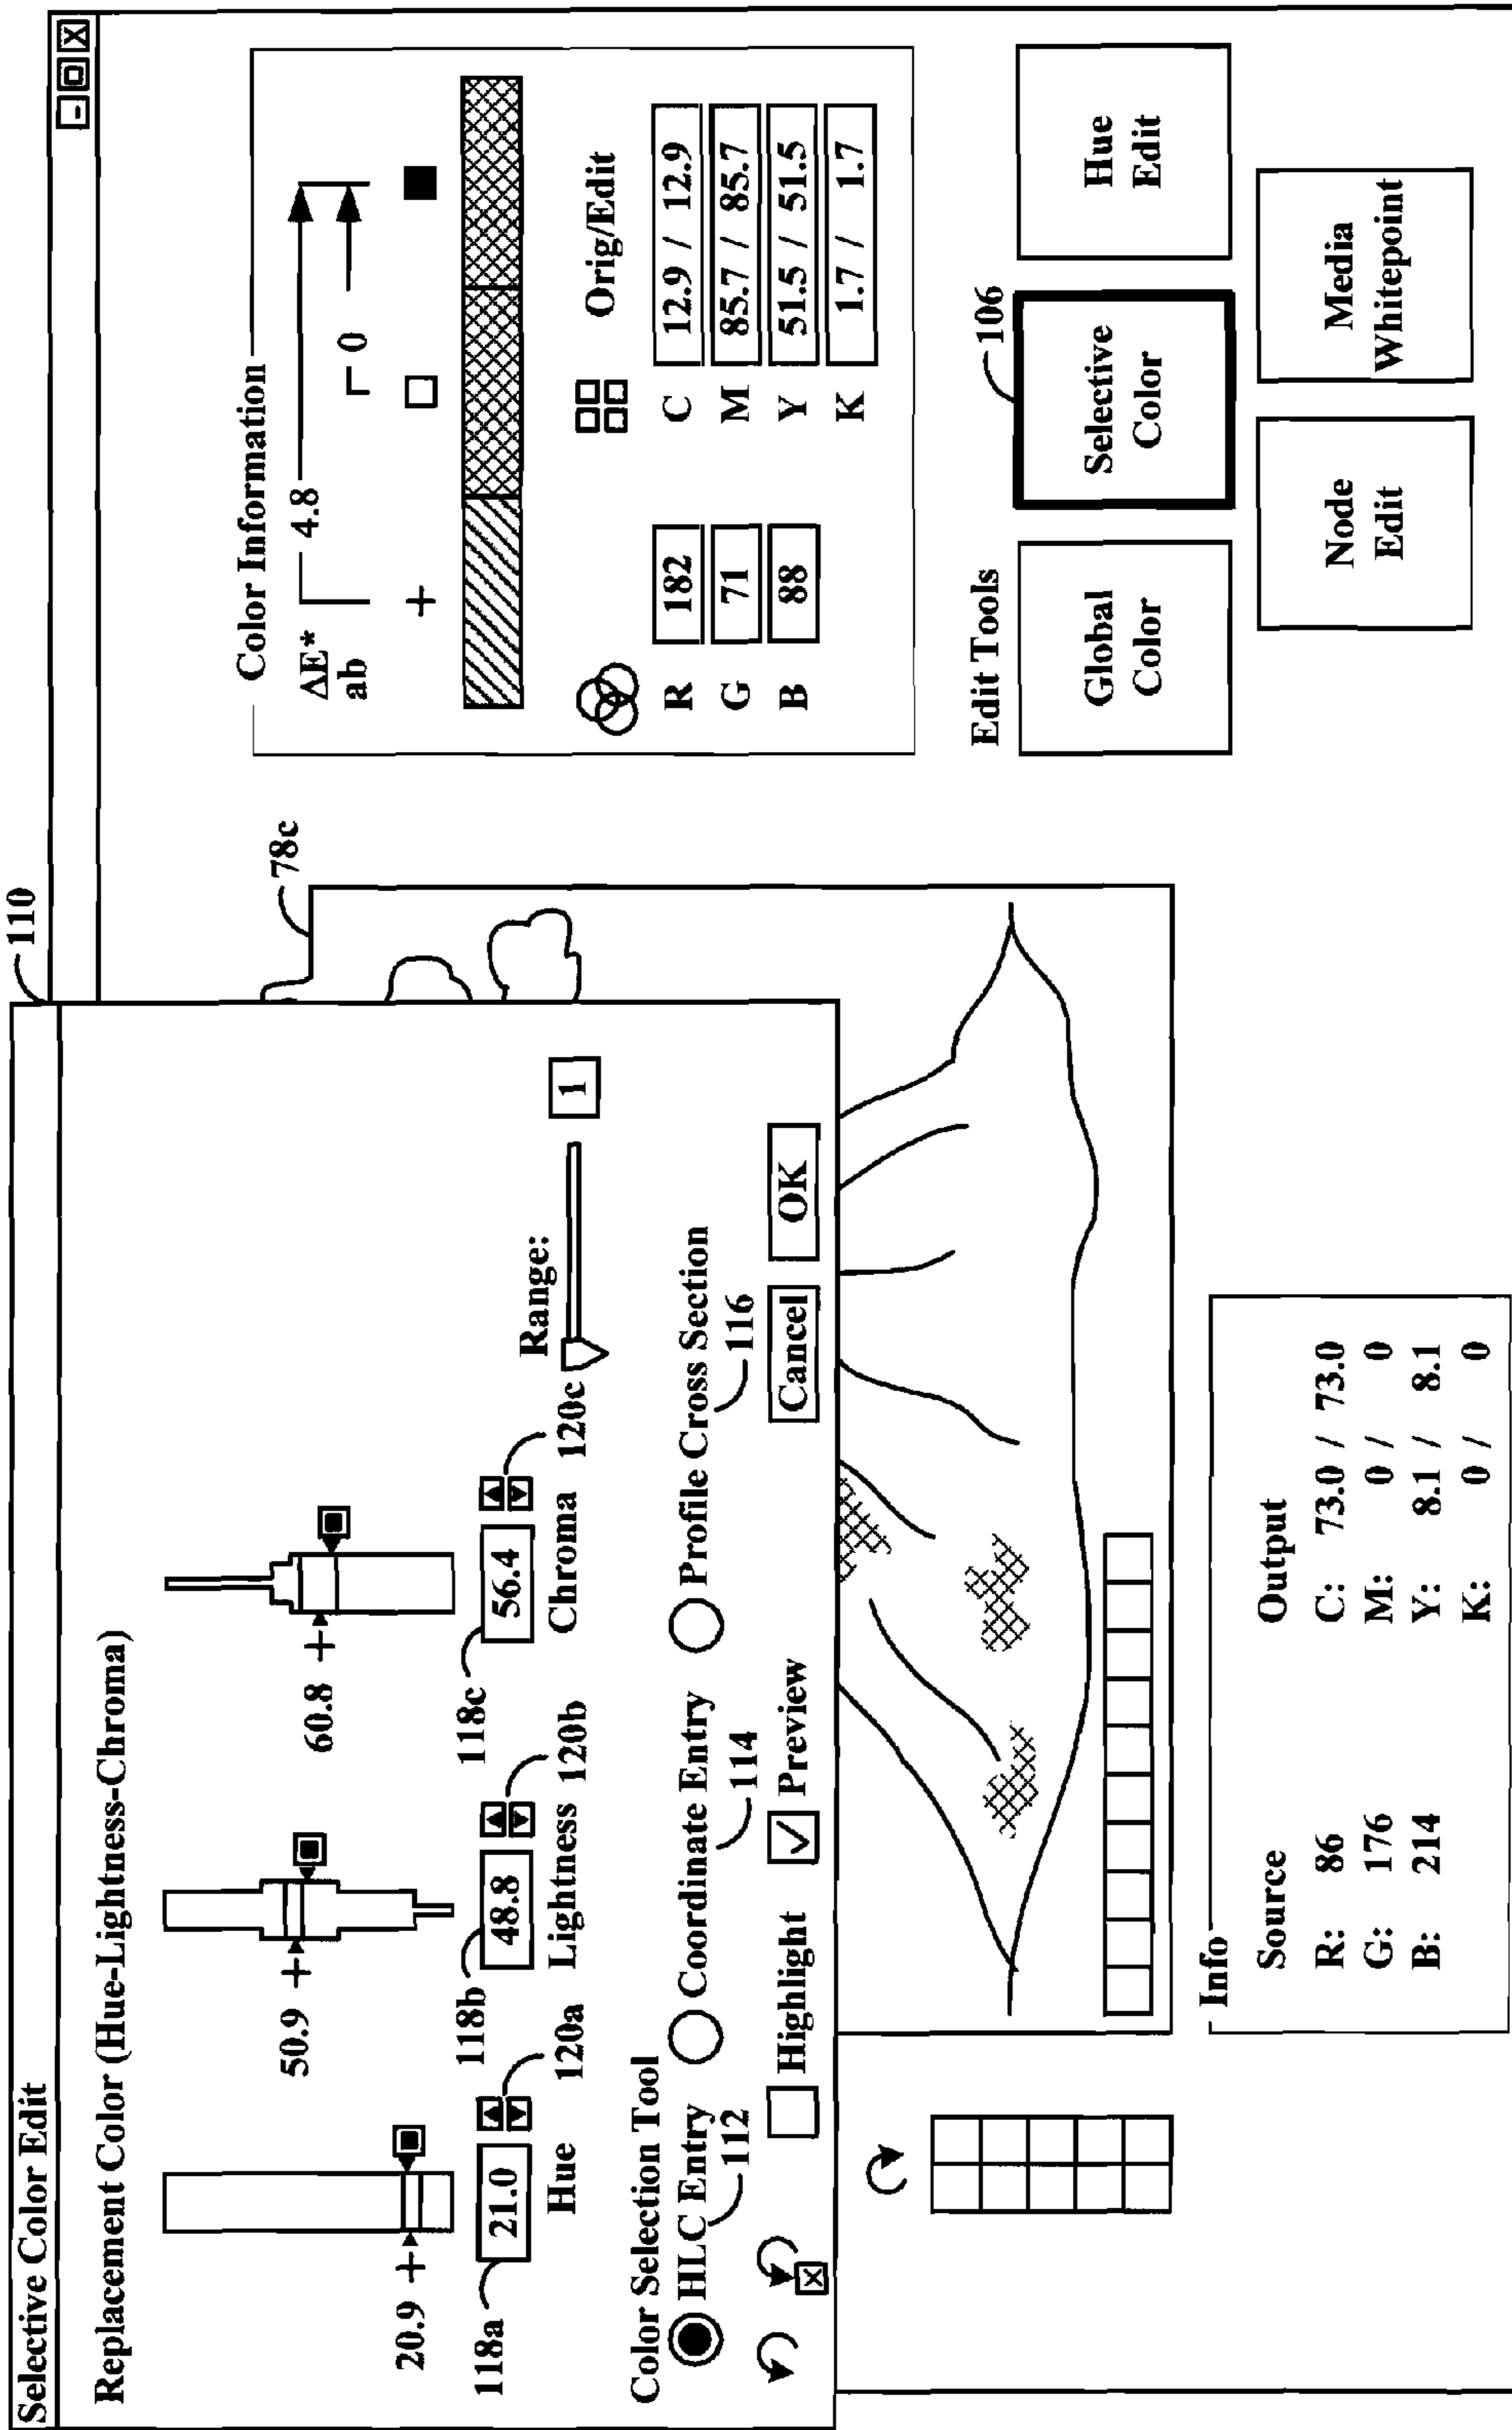 110
Selective Color Edit
Replacement Color (Hue-Lightness-Chroma)
20.9
50.9
60.8
118a
21.0
Hue
120a
118b
48.8
Lightness
120b
118c
56.4
Chroma
120c
Range:
1
Color Selection Tool
HLC Entry
112
Coordinate Entry
114
Profile Cross Section
116
Highlight
Preview
Cancel
OK
78c
Color Information
ΔE*
ab
4.8
0
Orig/Edit
R 182
G 71
B 88
C 12.9 / 12.9
M 85.7 / 85.7
Y 51.5 / 51.5
K 1.7 / 1.7
Edit Tools
106
Global
Color
Selective
Color
Hue
Edit
Node
Edit
Media
Whitepoint
Info
Source
R: 86
G: 176
B: 214
Output
C: 73.0 / 73.0
M: 0 / 0
Y: 8.1 / 8.1
K: 0 / 0